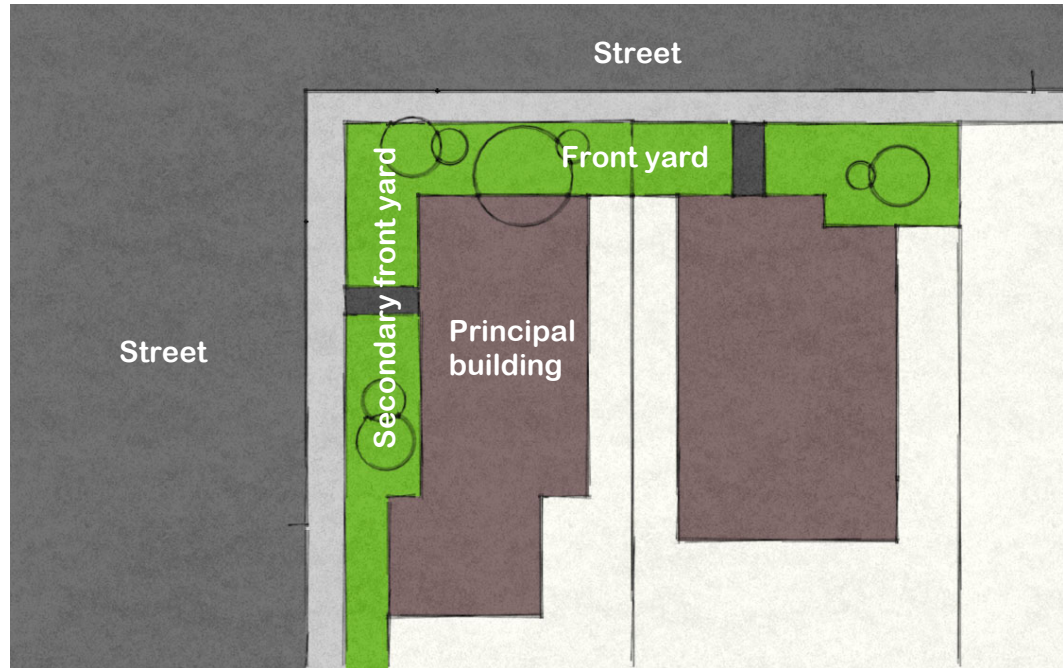 Street
Front yard
Secondary front yard
Principal
building
Street